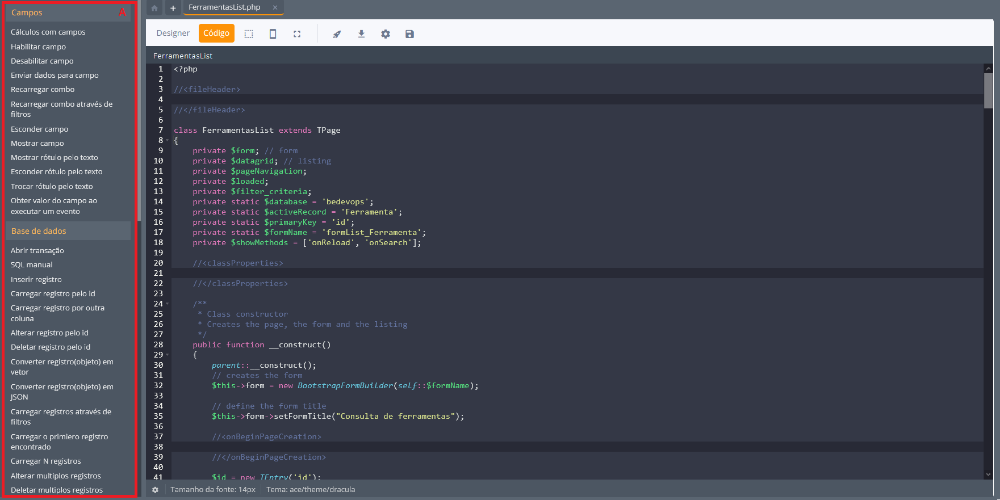 Campos
A
Cálculos com campos
Habilitar campo
Desabilitar campo
Enviar dados para campo
Recarregar combo
Recarregar combo através de
filtros
Esconder campo
Mostrar campo
Mostrar rótulo pelo texto
Esconder rótulo pelo texto
Trocar rótulo pelo texto
Obter valor do campo ao
executar um evento
Base de dados
Abrir transação
SQL manual
Inserir registro
Carregar registro pelo id
Carregar registro por outra
coluna
Alterar registro pelo id
Deletar registro pelo id
Converter registro(objeto) em
vetor
Converter registro(objeto) em
JSON
Carregar registros através de
filtros
Carregar o primiero registro
encontrado
Carregar N registros
Alterar multiplos registros
Deletar multiplos registros
+ FerramentasList.php ×
Designer Código
FerramentasList
1 <?php
2
3 //<fileHeader>
4
5 //</fileHeader>
6
7 class FerramentasList extends TPage
8 {
9     private $form; // form
10     private $datagrid; // listing
11     private $pageNavigation;
12     private $loaded;
13     private $filter_criteria;
14     private static $database = 'bedevops';
15     private static $activeRecord = 'Ferramenta';
16     private static $primaryKey = 'id';
17     private static $formName = 'formList_Ferramenta';
18     private $showMethods = ['onReload', 'onSearch'];
19
20     //<classProperties>
21
22     //</classProperties>
23
24     /**
25      * Class constructor
26      * Creates the page, the form and the listing
27      */
28     public function __construct()
29     {
30         parent::__construct();
31         // creates the form
32         $this->form = new BootstrapFormBuilder(self::$formName);
33
34         // define the form title
35         $this->form->setFormTitle("Consulta de ferramentas");
36
37         //<onBeginPageCreation>
38
39         //</onBeginPageCreation>
40
41         $id = new TEntry('id');
Tamanho da fonte: 14px Tema: ace/theme/dracula